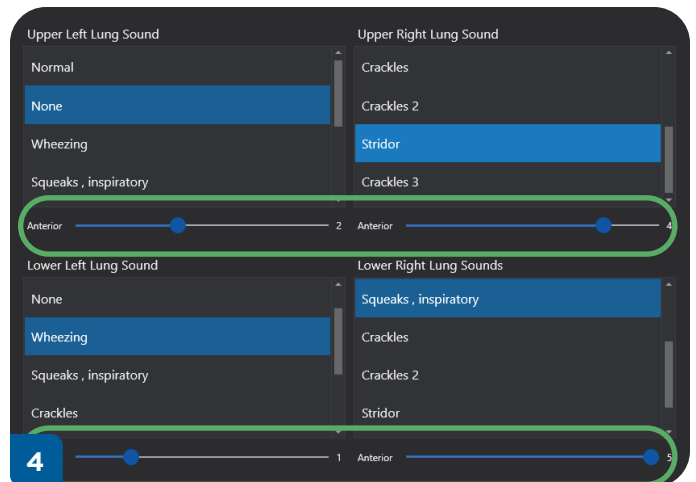 Upper Left Lung Sound
Normal
None
Wheezing
Squeaks , inspiratory
Anterior 2
Upper Right Lung Sound
Crackles
Crackles 2
Stridor
Crackles 3
Anterior 4
Lower Left Lung Sound
None
Wheezing
Squeaks , inspiratory
Crackles
1
Lower Right Lung Sounds
Squeaks , inspiratory
Crackles
Crackles 2
Stridor
Anterior 5
4